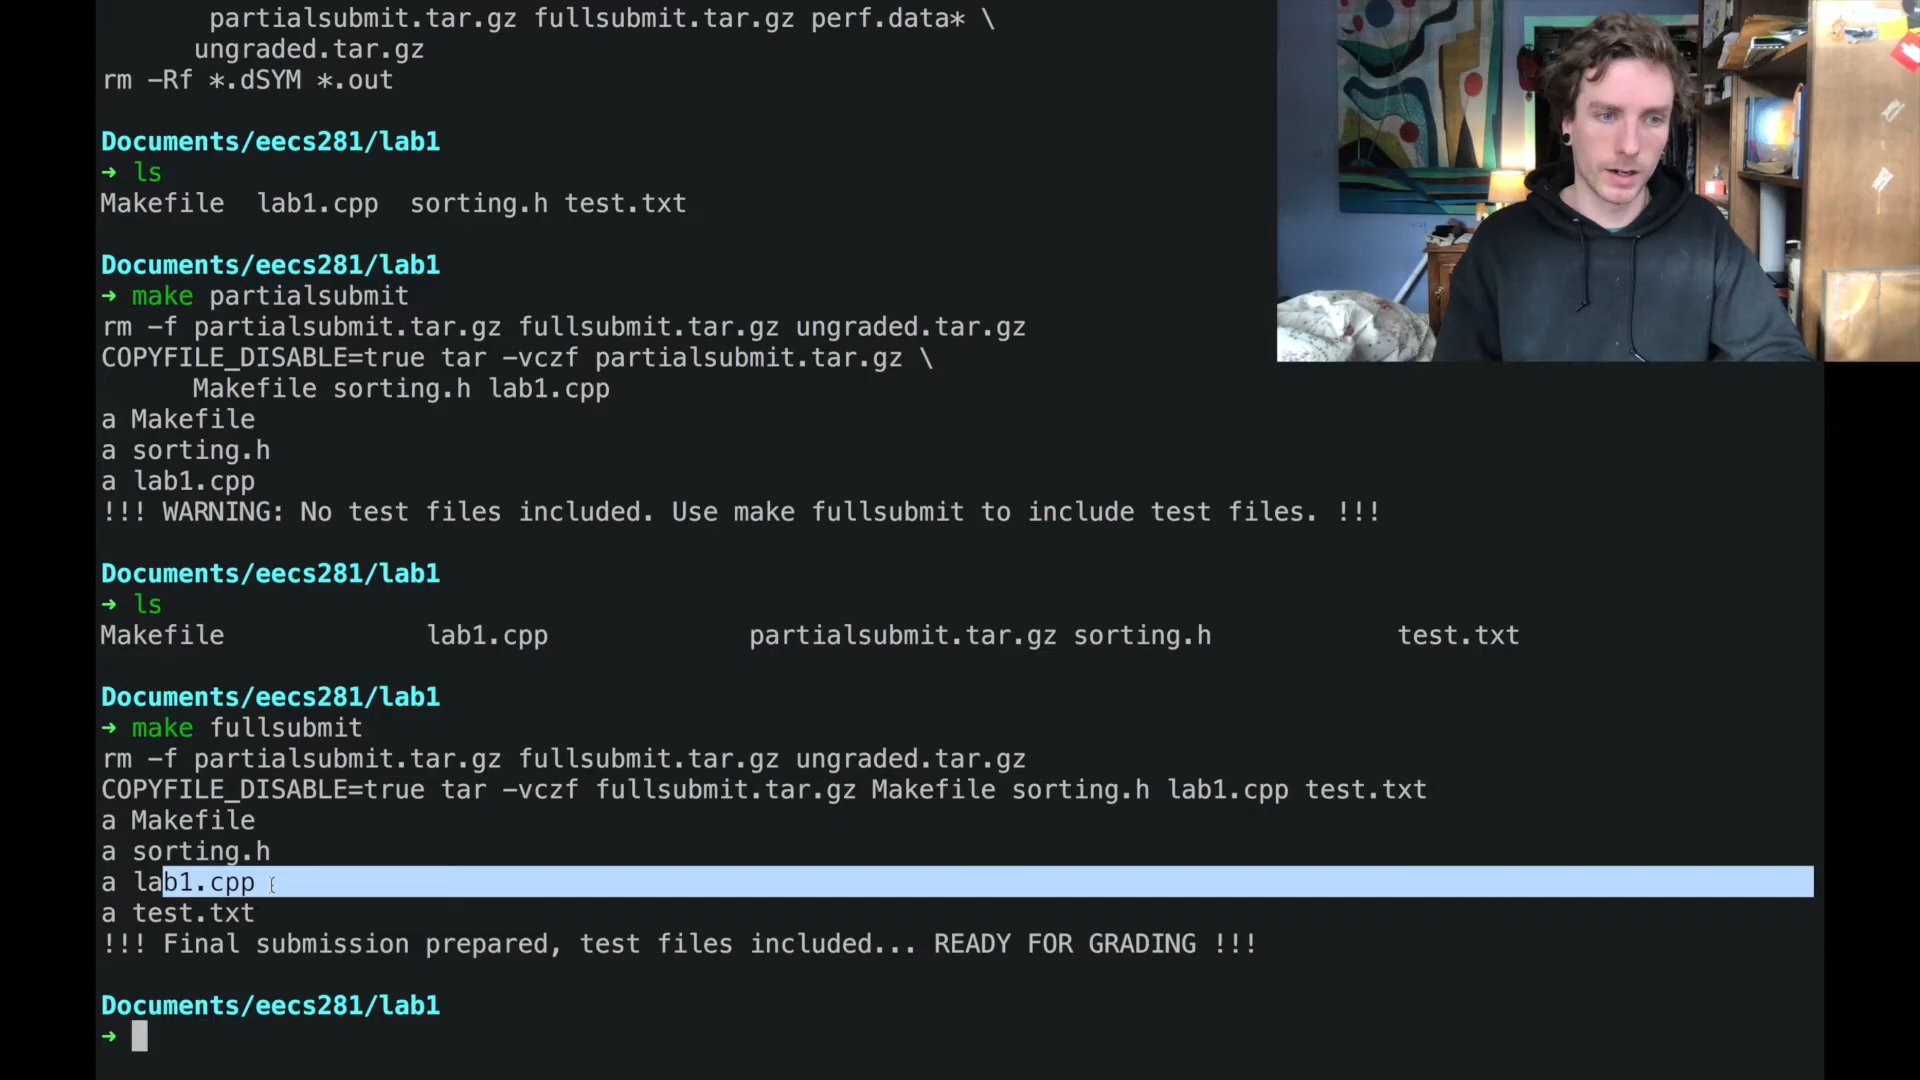 partialsubmit.tar.gz fullsubmit.tar.gz perf.data* \
ungraded.tar.gz
rm -Rf *.dSYM *.out
Documents/eecs281/lab1
➜ ls
Makefile lab1.cpp sorting.h test.txt
Documents/eecs281/lab1
➜ make partialsubmit
rm -f partialsubmit.tar.gz fullsubmit.tar.gz ungraded.tar.gz
COPYFILE_DISABLE=true tar -vczf partialsubmit.tar.gz \
Makefile sorting.h lab1.cpp
a Makefile
a sorting.h
a lab1.cpp
!!! WARNING: No test files included. Use make fullsubmit to include test files. !!!
Documents/eecs281/lab1
➜ ls
Makefile lab1.cpp partialsubmit.tar.gz sorting.h test.txt
Documents/eecs281/lab1
➜ make fullsubmit
rm -f partialsubmit.tar.gz fullsubmit.tar.gz ungraded.tar.gz
COPYFILE_DISABLE=true tar -vczf fullsubmit.tar.gz Makefile sorting.h lab1.cpp test.txt
a Makefile
a sorting.h
a lab1.cpp
a test.txt
!!! Final submission prepared, test files included... READY FOR GRADING !!!
Documents/eecs281/lab1
➜